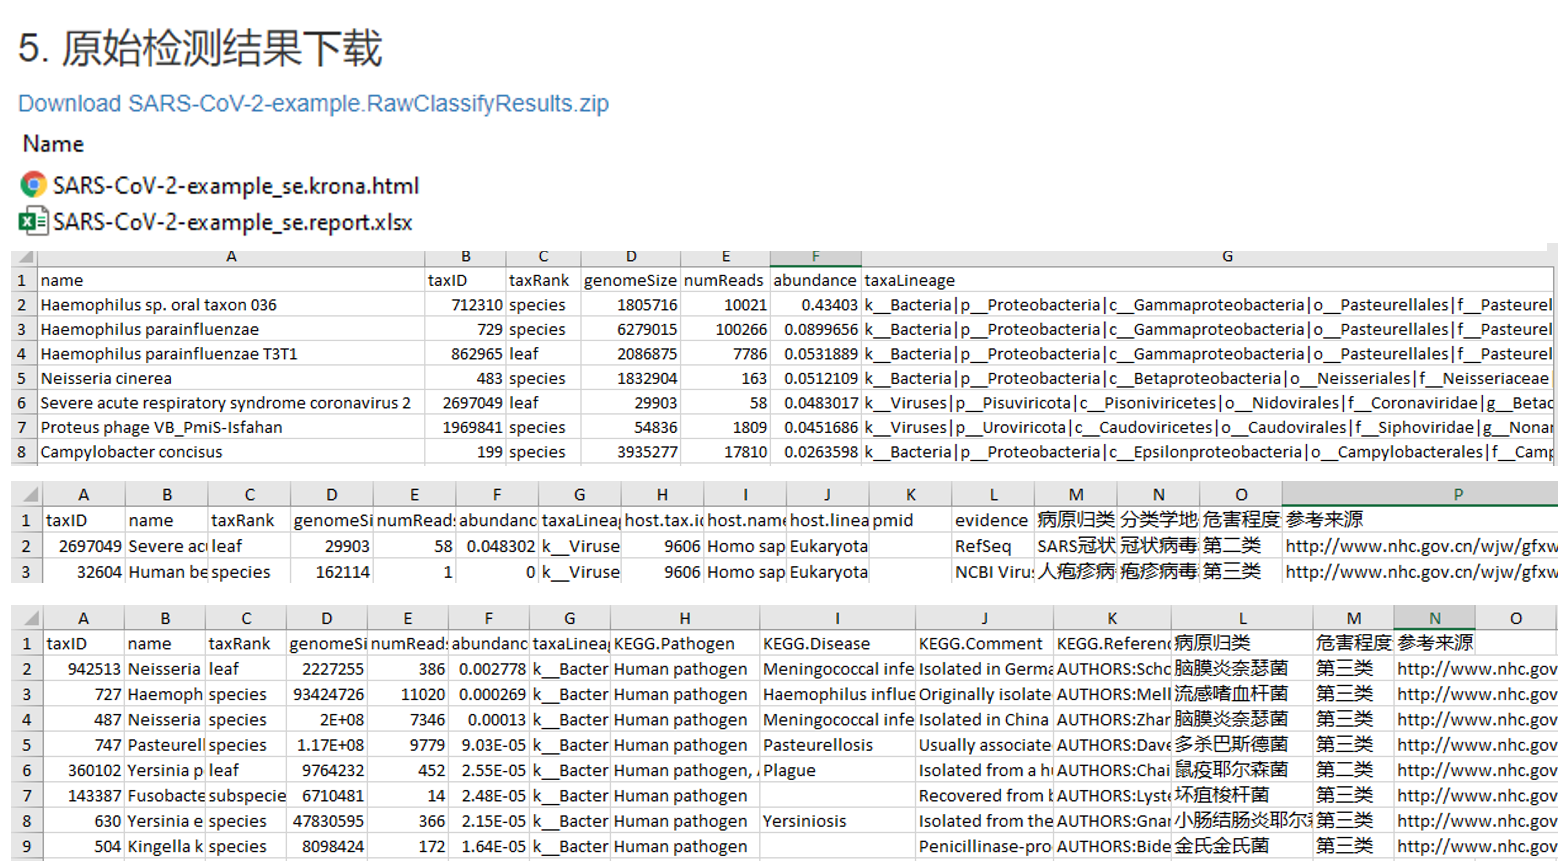 5. 原始检测结果下载
Download SARS-CoV-2-example.RawClassifyResults.zip
Name
SARS-CoV-2-example_se.krona.html
SARS-CoV-2-example_se.report.xlsx
A B C D E F G
1 name taxID taxRank genomeSize numReads abundance taxaLineage
2 Haemophilus sp. oral taxon 036 712310 species 1805716 10021 0.43403 k__Bacteria|p__Proteobacteria|c__Gammaproteobacteria|o__Pasteurellales|f__Pasteurel
3 Haemophilus parainfluenzae 729 species 6279015 100266 0.0899656 k__Bacteria|p__Proteobacteria|c__Gammaproteobacteria|o__Pasteurellales|f__Pasteurel
4 Haemophilus parainfluenzae T3T1 862965 leaf 2086875 7786 0.0531889 k__Bacteria|p__Proteobacteria|c__Gammaproteobacteria|o__Pasteurellales|f__Pasteurel
5 Neisseria cinerea 483 species 1832904 163 0.0512109 k__Bacteria|p__Proteobacteria|c__Betaproteobacteria|o__Neisseriales|f__Neisseriaceae
6 Severe acute respiratory syndrome coronavirus 2 2697049 leaf 29903 58 0.0483017 k__Viruses|p__Pisuviricota|c__Pisoniviricetes|o__Nidovirales|f__Coronaviridae|g__Betac
7 Proteus phage VB_PmiS-Isfahan 1969841 species 54836 1809 0.0451686 k__Viruses|p__Uroviricota|c__Caudoviricetes|o__Caudovirales|f__Siphoviridae|g__Nonan
8 Campylobacter concisus 199 species 3935277 17810 0.0263598 k__Bacteria|p__Proteobacteria|c__Epsilonproteobacteria|o__Campylobacterales|f__Camp
A B C D E F G H I J K L M N O P
1 taxID name taxRank genomeSi numReads abundanc taxaLineag host.tax.id host.name host.linea pmid evidence 病原归类 分类学地 危害程度 参考来源
2 2697049 Severe acu leaf 29903 58 0.048302 k__Viruse 9606 Homo sap Eukaryota RefSeq SARS冠状 冠状病毒 第二类 http://www.nhc.gov.cn/wjw/gfxw
3 32604 Human be species 162114 1 0 k__Viruse 9606 Homo sap Eukaryota NCBI Viru 人疱疹病 疱疹病毒 第三类 http://www.nhc.gov.cn/wjw/gfxw
A B C D E F G H I J K L M N O
1 taxID name taxRank genomeSi numReads abundanc taxaLineag KEGG.Pathogen KEGG.Disease KEGG.Comment KEGG.Referenc 病原归类 危害程度 参考来源
2 942513 Neisseria leaf 2227255 386 0.002778 k__Bacter Human pathogen Meningococcal infe Isolated in Germa AUTHORS:Scho 脑膜炎奈瑟菌 第三类 http://www.nhc.gov
3 727 Haemoph species 93424726 11020 0.000269 k__Bacter Human pathogen Haemophilus influe Originally isolate AUTHORS:Mell 流感嗜血杆菌 第三类 http://www.nhc.gov
4 487 Neisseria species 2E+08 7346 0.00013 k__Bacter Human pathogen Meningococcal infe Isolated in China AUTHORS:Zhar 脑膜炎奈瑟菌 第三类 http://www.nhc.gov
5 747 Pasteurell species 1.17E+08 9779 9.03E-05 k__Bacter Human pathogen Pasteurellosis Usually associate AUTHORS:Dave 多杀巴斯德菌 第三类 http://www.nhc.gov
6 360102 Yersinia p leaf 9764232 452 2.55E-05 k__Bacter Human pathogen, Plague Isolated from a hu AUTHORS:Chai 鼠疫耶尔森菌 第二类 http://www.nhc.gov
7 143387 Fusobacte subspecie 6710481 14 2.48E-05 k__Bacter Human pathogen Recovered from b AUTHORS:Lyste 坏疽梭杆菌 第三类 http://www.nhc.gov
8 630 Yersinia e species 47830595 366 2.15E-05 k__Bacter Human pathogen Yersiniosis Isolated from the AUTHORS:Gnar 小肠结肠炎耶尔森 第三类 http://www.nhc.gov
9 504 Kingella k species 8098424 172 1.64E-05 k__Bacter Human pathogen Penicillinase-pro AUTHORS:Bide 金氏金氏菌 第三类 http://www.nhc.gov